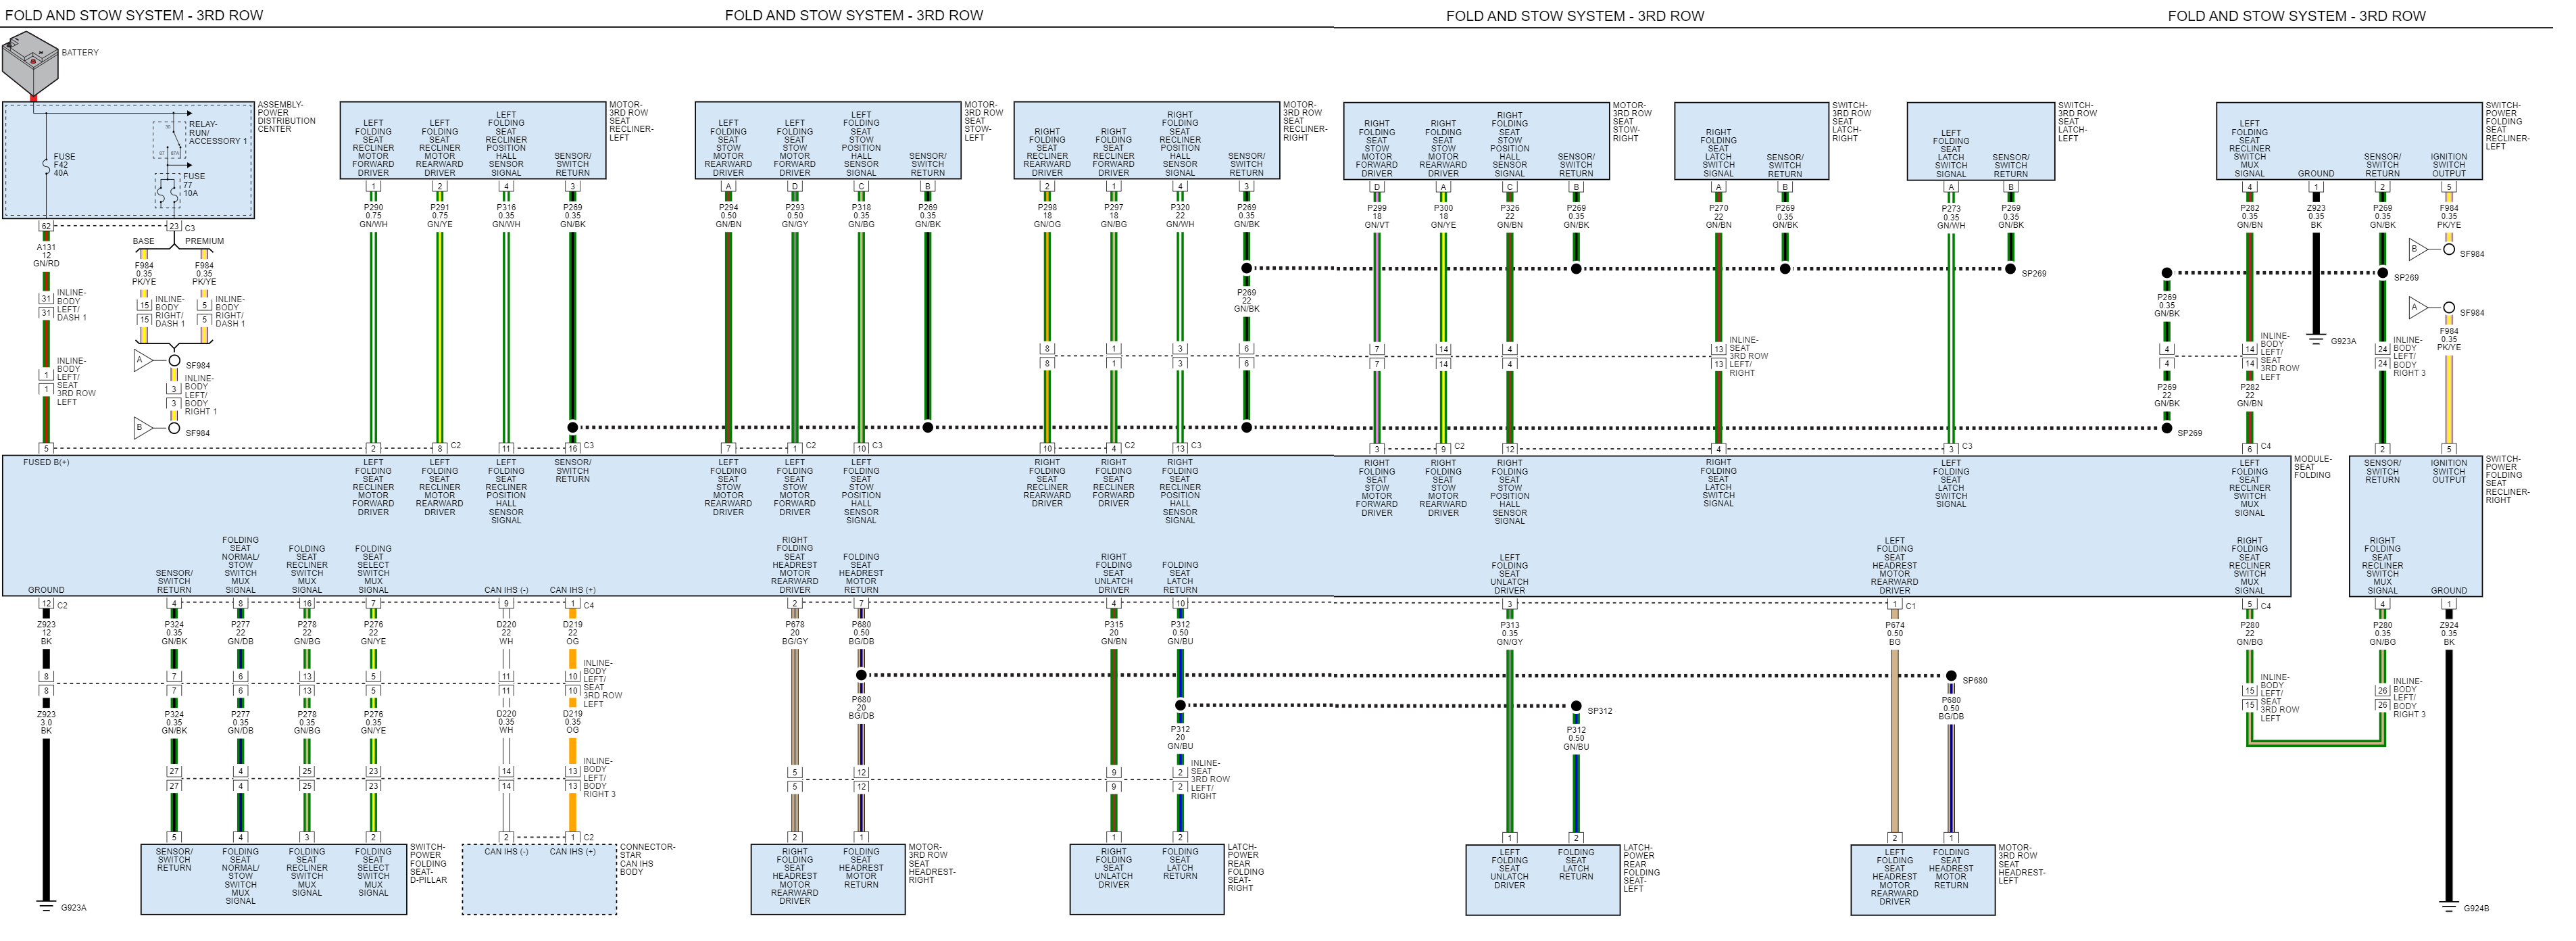 FOLD AND STOW SYSTEM - 3RD ROW
FOLD AND STOW SYSTEM - 3RD ROW
FOLD AND STOW SYSTEM - 3RD ROW
FOLD AND STOW SYSTEM - 3RD ROW
BATTERY
ASSEMBLY-
POWER
DISTRIBUTION
CENTER
RELAY-
RUN/
ACCESSORY 1
30
87
87A
FUSE
F42
40A
FUSE
77
10A
62
23
C3
A131
12
GN/RD
BASE
PREMIUM
F984
0.35
PK/YE
F984
0.35
PK/YE
31
31
INLINE-
BODY
LEFT/
DASH 1
15
15
INLINE-
BODY
RIGHT/
DASH 1
5
5
INLINE-
BODY
RIGHT/
DASH 1
A
SF984
1
1
INLINE-
BODY
LEFT/
SEAT
3RD ROW
LEFT
3
3
INLINE-
BODY
LEFT/
BODY
RIGHT 1
B
SF984
LEFT
FOLDING
SEAT
RECLINER
MOTOR
FORWARD
DRIVER
LEFT
FOLDING
SEAT
RECLINER
MOTOR
REARWARD
DRIVER
LEFT
FOLDING
SEAT
RECLINER
POSITION
HALL
SENSOR
SIGNAL
SENSOR/
SWITCH
RETURN
MOTOR-
3RD ROW
SEAT
RECLINER-
LEFT
1
2
4
3
P290
0.75
GN/WH
P291
0.75
GN/YE
P316
0.35
GN/WH
P269
0.35
GN/BK
LEFT
FOLDING
SEAT
STOW
MOTOR
REARWARD
DRIVER
LEFT
FOLDING
SEAT
STOW
MOTOR
FORWARD
DRIVER
LEFT
FOLDING
SEAT
STOW
POSITION
HALL
SENSOR
SIGNAL
SENSOR/
SWITCH
RETURN
MOTOR-
3RD ROW
SEAT
STOW-
LEFT
A
D
C
B
P294
0.50
GN/BN
P293
0.50
GN/GY
P318
0.35
GN/BG
P269
0.35
GN/BK
RIGHT
FOLDING
SEAT
RECLINER
REARWARD
DRIVER
RIGHT
FOLDING
SEAT
RECLINER
FORWARD
DRIVER
RIGHT
FOLDING
SEAT
RECLINER
POSITION
HALL
SENSOR
SIGNAL
SENSOR/
SWITCH
RETURN
MOTOR-
3RD ROW
SEAT
RECLINER-
RIGHT
2
1
4
3
P298
18
GN/OG
P297
18
GN/BG
P320
22
GN/WH
P269
0.35
GN/BK
P269
22
GN/BK
8
8
1
1
3
3
6
6
RIGHT
FOLDING
SEAT
STOW
MOTOR
FORWARD
DRIVER
RIGHT
FOLDING
SEAT
STOW
MOTOR
REARWARD
DRIVER
RIGHT
FOLDING
SEAT
STOW
POSITION
HALL
SENSOR
SIGNAL
SENSOR/
SWITCH
RETURN
MOTOR-
3RD ROW
SEAT
STOW-
RIGHT
D
A
C
B
P299
18
GN/VT
P300
18
GN/YE
P326
22
GN/BN
P269
0.35
GN/BK
7
7
14
14
4
4
RIGHT
FOLDING
SEAT
LATCH
SWITCH
SIGNAL
SENSOR/
SWITCH
RETURN
SWITCH-
3RD ROW
SEAT
LATCH-
RIGHT
A
B
P270
22
GN/BN
P269
0.35
GN/BK
13
13
INLINE-
SEAT
3RD ROW
LEFT/
RIGHT
LEFT
FOLDING
SEAT
LATCH
SWITCH
SIGNAL
SENSOR/
SWITCH
RETURN
SWITCH-
3RD ROW
SEAT
LATCH-
LEFT
A
B
P273
0.35
GN/WH
P269
0.35
GN/BK
SP269
P269
0.35
GN/BK
4
4
P269
22
GN/BK
SP269
LEFT
FOLDING
SEAT
RECLINER
SWITCH
MUX
SIGNAL
GROUND
SENSOR/
SWITCH
RETURN
IGNITION
SWITCH
OUTPUT
SWITCH-
POWER
FOLDING
SEAT
RECLINER-
LEFT
4
1
2
5
P282
0.35
GN/BN
Z923
0.35
BK
P269
0.35
GN/BK
F984
0.35
PK/YE
B
SF984
SP269
A
SF984
F984
0.35
PK/YE
G923A
14
14
INLINE-
BODY
LEFT/
SEAT
3RD ROW
LEFT
P282
22
GN/BN
24
24
INLINE-
BODY
LEFT/
BODY
RIGHT 3
5
2
8
C2
11
16
C3
7
1
C2
10
C3
10
4
C2
13
C3
3
9
C2
12
4
3
C3
6
C4
2
5
FUSED B(+)
LEFT
FOLDING
SEAT
RECLINER
MOTOR
FORWARD
DRIVER
LEFT
FOLDING
SEAT
RECLINER
MOTOR
REARWARD
DRIVER
LEFT
FOLDING
SEAT
RECLINER
POSITION
HALL
SENSOR
SIGNAL
SENSOR/
SWITCH
RETURN
LEFT
FOLDING
SEAT
STOW
MOTOR
REARWARD
DRIVER
LEFT
FOLDING
SEAT
STOW
MOTOR
FORWARD
DRIVER
LEFT
FOLDING
SEAT
STOW
POSITION
HALL
SENSOR
SIGNAL
RIGHT
FOLDING
SEAT
RECLINER
REARWARD
DRIVER
RIGHT
FOLDING
SEAT
RECLINER
FORWARD
DRIVER
RIGHT
FOLDING
SEAT
RECLINER
POSITION
HALL
SENSOR
SIGNAL
RIGHT
FOLDING
SEAT
STOW
MOTOR
FORWARD
DRIVER
RIGHT
FOLDING
SEAT
STOW
MOTOR
REARWARD
DRIVER
RIGHT
FOLDING
SEAT
STOW
POSITION
HALL
SENSOR
SIGNAL
RIGHT
FOLDING
SEAT
LATCH
SWITCH
SIGNAL
LEFT
FOLDING
SEAT
LATCH
SWITCH
SIGNAL
LEFT
FOLDING
SEAT
RECLINER
SWITCH
MUX
SIGNAL
MODULE-
SEAT
FOLDING
SENSOR/
SWITCH
RETURN
IGNITION
SWITCH
OUTPUT
SWITCH-
POWER
FOLDING
SEAT
RECLINER-
RIGHT
GROUND
SENSOR/
SWITCH
RETURN
FOLDING
SEAT
NORMAL/
STOW
SWITCH
MUX
SIGNAL
FOLDING
SEAT
RECLINER
SWITCH
MUX
SIGNAL
FOLDING
SEAT
SELECT
SWITCH
MUX
SIGNAL
CAN IHS (-)
CAN IHS (+)
RIGHT
FOLDING
SEAT
HEADREST
MOTOR
REARWARD
DRIVER
FOLDING
SEAT
HEADREST
MOTOR
RETURN
RIGHT
FOLDING
SEAT
UNLATCH
DRIVER
FOLDING
SEAT
LATCH
RETURN
LEFT
FOLDING
SEAT
UNLATCH
DRIVER
LEFT
FOLDING
SEAT
HEADREST
MOTOR
REARWARD
DRIVER
RIGHT
FOLDING
SEAT
RECLINER
SWITCH
MUX
SIGNAL
RIGHT
FOLDING
SEAT
RECLINER
SWITCH
MUX
SIGNAL
GROUND
12
C2
4
8
16
7
9
1
C4
2
7
4
10
3
1
C1
5
C4
4
1
Z923
12
BK
P324
0.35
GN/BK
P277
22
GN/DB
P278
22
GN/BG
P276
22
GN/YE
D220
22
WH
D219
22
OG
P678
20
BG/GY
P680
0.50
BG/DB
P315
20
GN/BN
P312
0.50
GN/BU
P313
0.35
GN/GY
P674
0.50
BG
P280
22
GN/BG
P280
0.35
GN/BG
Z924
0.35
BK
8
8
7
7
6
6
13
13
5
5
11
11
10
10
INLINE-
BODY
LEFT/
SEAT
3RD ROW
LEFT
SP680
P680
20
BG/DB
P680
0.50
BG/DB
SP312
P312
20
GN/BU
P312
0.50
GN/BU
15
15
INLINE-
BODY
LEFT/
SEAT
3RD ROW
LEFT
26
26
INLINE-
BODY
LEFT/
BODY
RIGHT 3
Z923
3.0
BK
P324
0.35
GN/BK
P277
0.35
GN/DB
P278
0.35
GN/BG
P276
0.35
GN/YE
D220
0.35
WH
D219
0.35
OG
27
27
4
4
25
25
23
23
14
14
13
13
INLINE-
BODY
LEFT/
BODY
RIGHT 3
5
5
12
12
9
9
2
2
INLINE-
SEAT
3RD ROW
LEFT/
RIGHT
5
4
3
2
2
1
C2
2
1
1
2
1
2
2
1
G923A
SENSOR/
SWITCH
RETURN
FOLDING
SEAT
NORMAL/
STOW
SWITCH
MUX
SIGNAL
FOLDING
SEAT
RECLINER
SWITCH
MUX
SIGNAL
FOLDING
SEAT
SELECT
SWITCH
MUX
SIGNAL
SWITCH-
POWER
FOLDING
SEAT-
D-PILLAR
CAN IHS (-)
CAN IHS (+)
CONNECTOR-
STAR
CAN IHS
BODY
RIGHT
FOLDING
SEAT
HEADREST
MOTOR
REARWARD
DRIVER
FOLDING
SEAT
HEADREST
MOTOR
RETURN
MOTOR-
3RD ROW
SEAT
HEADREST-
RIGHT
RIGHT
FOLDING
SEAT
UNLATCH
DRIVER
FOLDING
SEAT
LATCH
RETURN
LATCH-
POWER
REAR
FOLDING
SEAT-
RIGHT
LEFT
FOLDING
SEAT
UNLATCH
DRIVER
FOLDING
SEAT
LATCH
RETURN
LATCH-
POWER
REAR
FOLDING
SEAT-
LEFT
LEFT
FOLDING
SEAT
HEADREST
MOTOR
REARWARD
DRIVER
FOLDING
SEAT
HEADREST
MOTOR
RETURN
MOTOR-
3RD ROW
SEAT
HEADREST-
LEFT
G924B